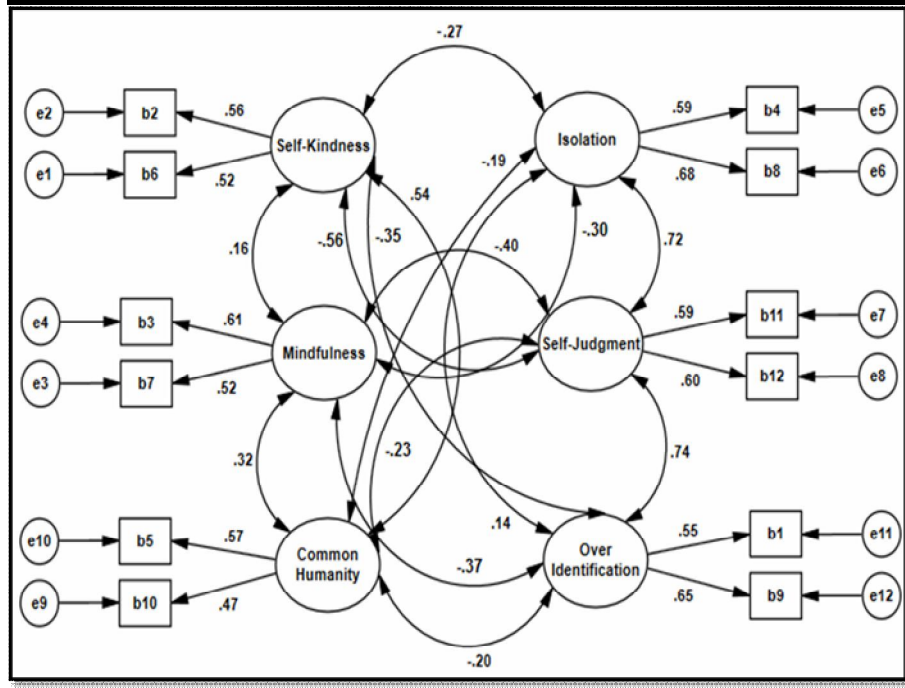 -.27
e2
b2
.56
.59
b4
e5
Self-Kindness
Isolation
e1
b6
.52
.68
b8
e6
-.19
.54
.16
-.56
-.35
-.40
-.30
.72
e4
b3
.61
.59
b11
e7
Mindfulness
Self-Judgment
e3
b7
.52
.60
b12
e8
.32
-.23
.74
e10
b5
.57
.14
.55
b1
e11
Common
Humanity
-.37
Over
Identification
e9
b10
.47
.65
b9
e12
-.20